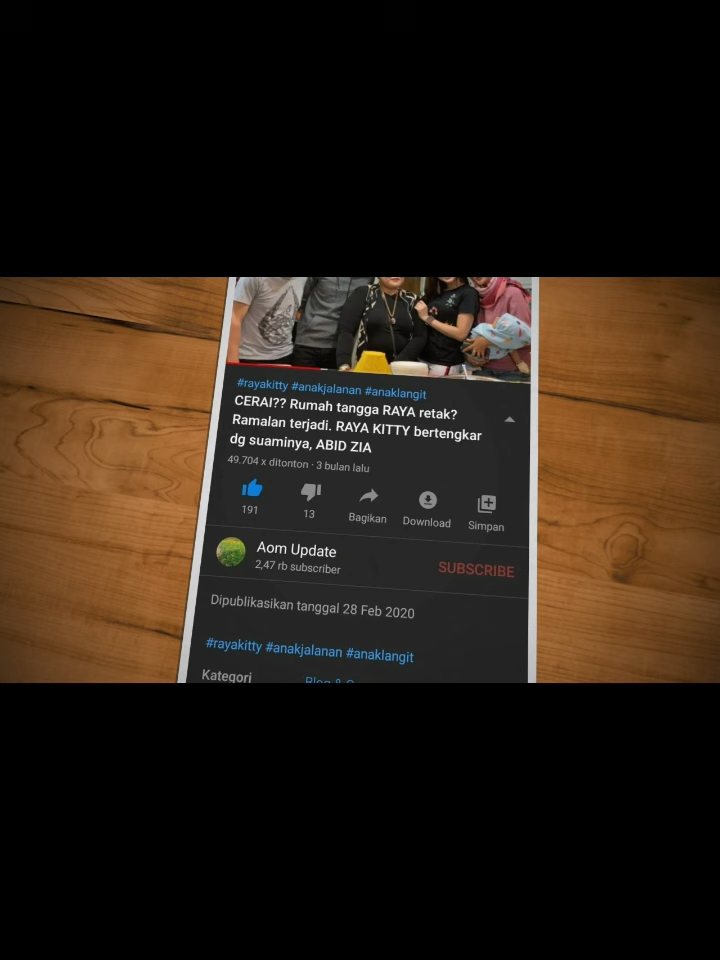 #rayakitty #anakjalanan #anaklangit
CERAI?? Rumah tangga RAYA retak?
Ramalan terjadi. RAYA KITTY bertengkar
dg suaminya, ABID ZIA
49.704 x ditonton · 3 bulan lalu
191
13
Bagikan
Download
Simpan
Aom Update
2,47 rb subscriber
SUBSCRIBE
Dipublikasikan tanggal 28 Feb 2020
#rayakitty #anakjalanan #anaklangit
Kategori